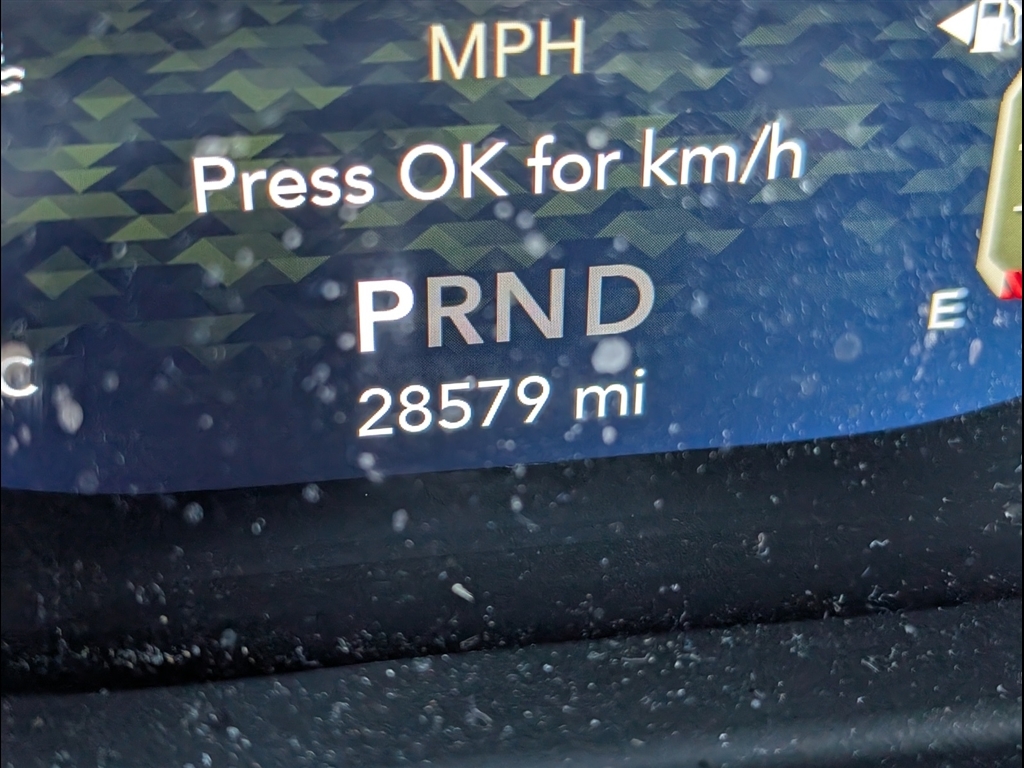 MPH
Press OK for km/h
PRND
E
C
28579 mi